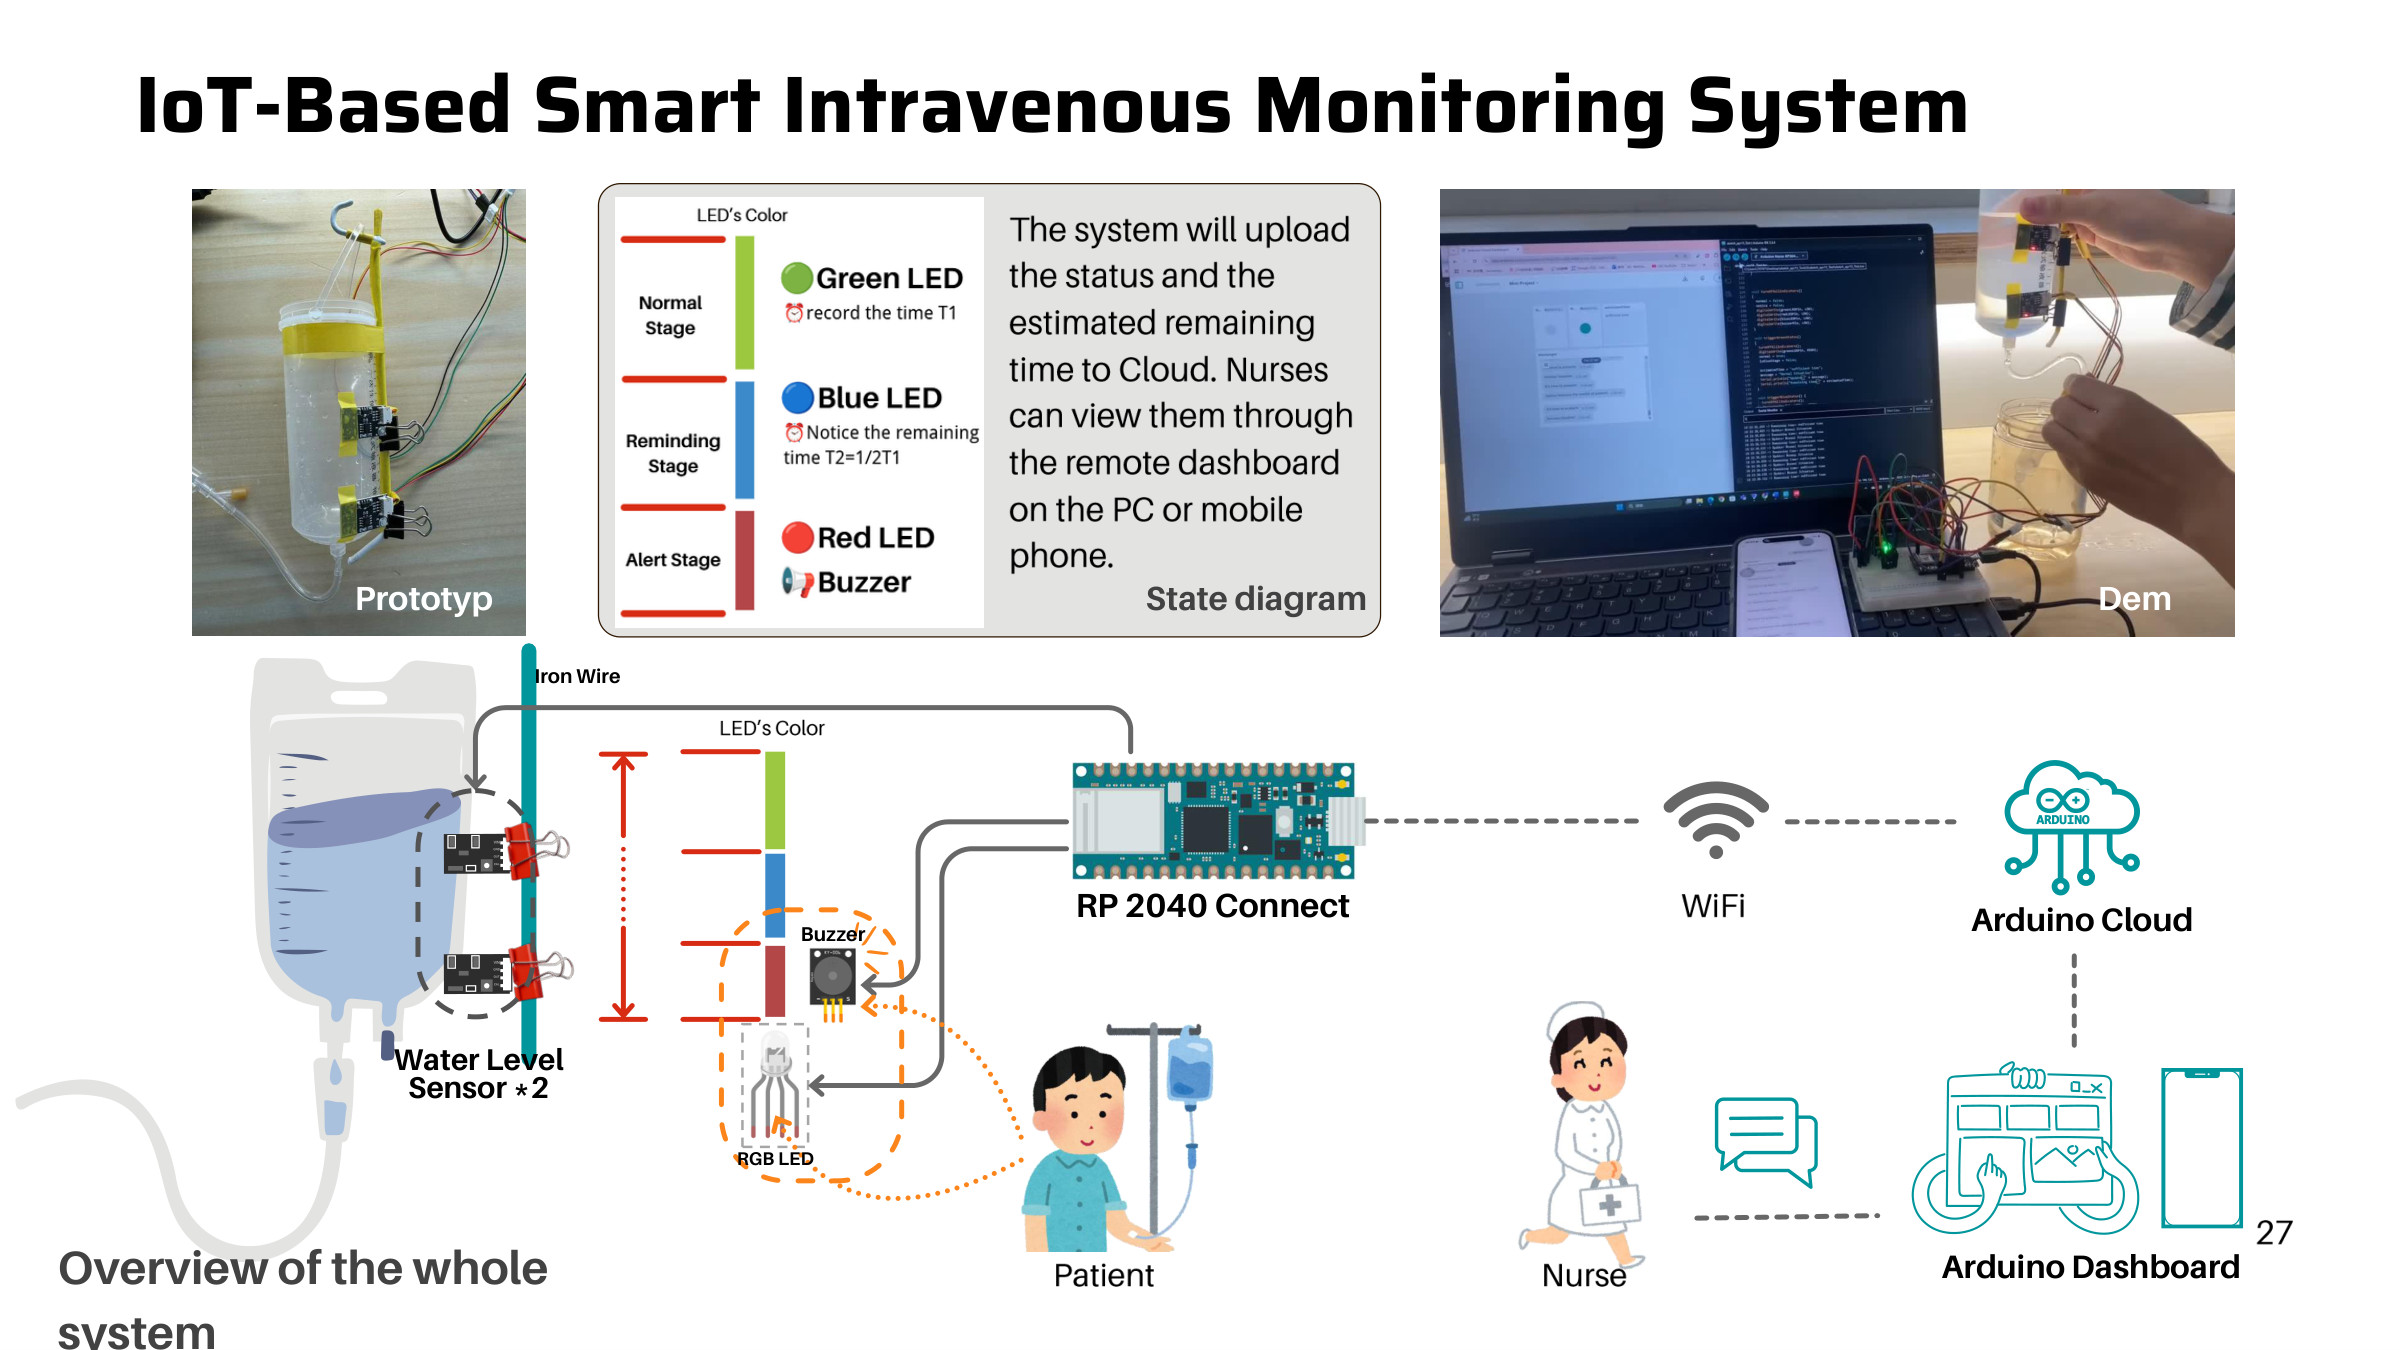 IoT-Based Smart Intravenous Monitoring System
Prototyp
LED's Color
Normal
Stage
Green LED
record the time T1
Reminding
Stage
Blue LED
Notice the remaining
time T2=1/2T1
Alert Stage
Red LED
Buzzer
The system will upload
the status and the
estimated remaining
time to Cloud. Nurses
can view them through
the remote dashboard
on the PC or mobile
phone.
State diagram
Dem
Iron Wire
LED's Color
Buzzer
RGB LED
Water Level
Sensor *2
RP 2040 Connect
WiFi
ARDUINO
Arduino Cloud
Patient
Nurse
Arduino Dashboard
27
Overview of the whole
system